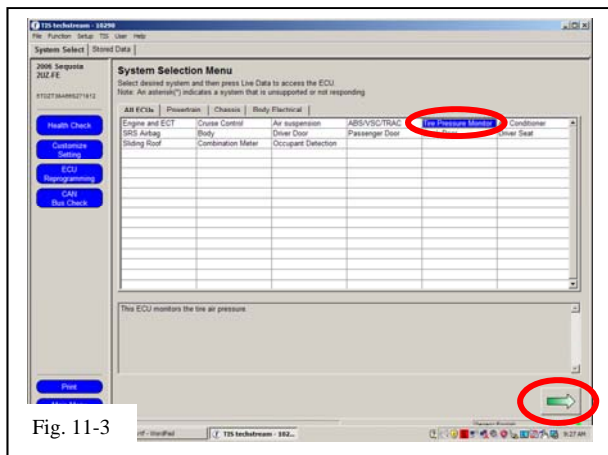 TIS techstream - 10290
File Function Setup TIS User Help
System Select Stored Data
2006 Sequoia
2UZ-FE
System Selection Menu
Select desired system and then press Live Data to access the ECU
Note: An asterisk(*) indicates a system that is unsupported or not responding
All ECUs Powertrain Chassis Body Electrical
Engine and ECT Cruise Control Air suspension ABS/VSC/TRAC Tire Pressure Monitor Conditioner
SRS Airbag Body Driver Door Passenger Door Door Driver Seat
Sliding Roof Combination Meter Occupant Detection
Health Check
Customize
Setting
ECU
Reprogramming
CAN
Bus Check
This ECU monitors the tire air pressure
Print
Fig. 11-3
WordPad TIS techstream - 102... 9:27 AM